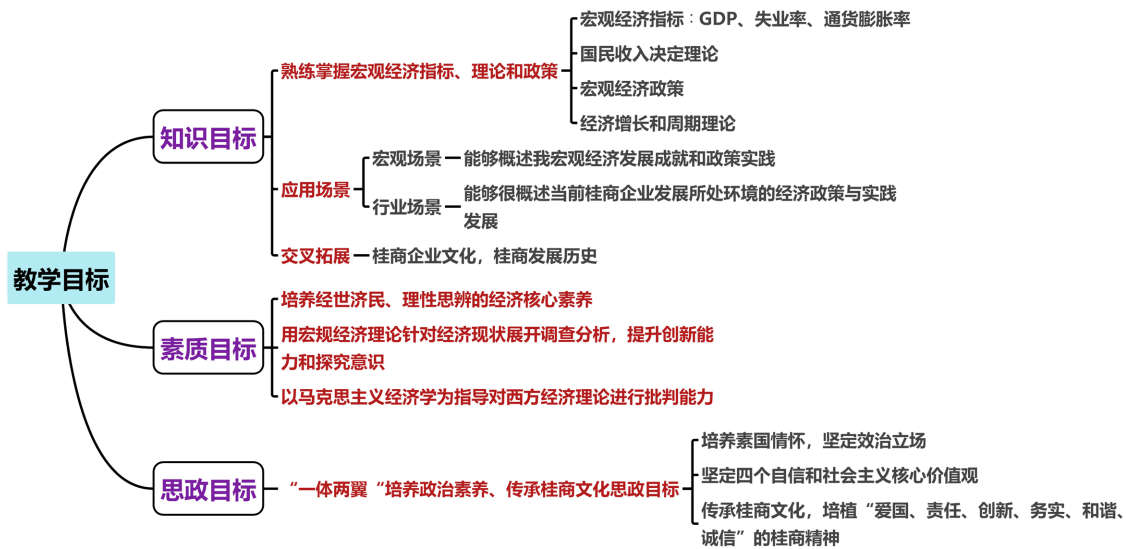 教学目标
知识目标
熟练掌握宏观经济指标、理论和政策
宏观经济指标：GDP、失业率、通货膨胀率
国民收入决定理论
宏观经济政策
经济增长和周期理论
应用场景
宏观场景
能够概述我宏观经济发展成就和政策实践
行业场景
能够很概述当前桂商企业发展所处环境的经济政策与实践
发展
交叉拓展
桂商企业文化，桂商发展历史
素质目标
培养经世济民、理性思辨的经济核心素养
用宏规经济理论针对经济现状展开调查分析，提升创新能
力和探究意识
以马克思主义经济学为指导对西方经济理论进行批判能力
思政目标
“一体两翼“培养政治素养、传承桂商文化思政目标
培养素国情怀，坚定效治立场
坚定四个自信和社会主义核心价值观
传承桂商文化，培植“爱国、责任、创新、务实、和谐、
诚信”的桂商精神